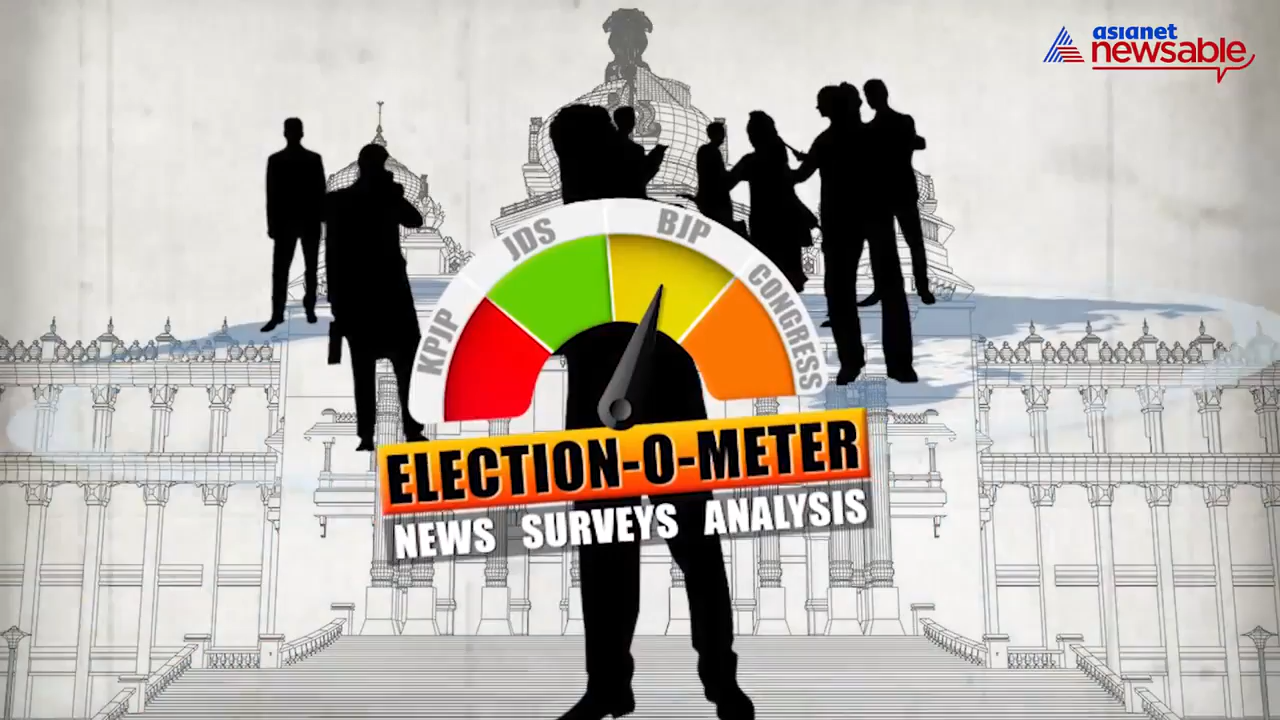 asianet
newsable
KPJP
JDS
BJP
CONGRESS
ELECTION-O-METER
NEWS SURVEYS ANALYSIS